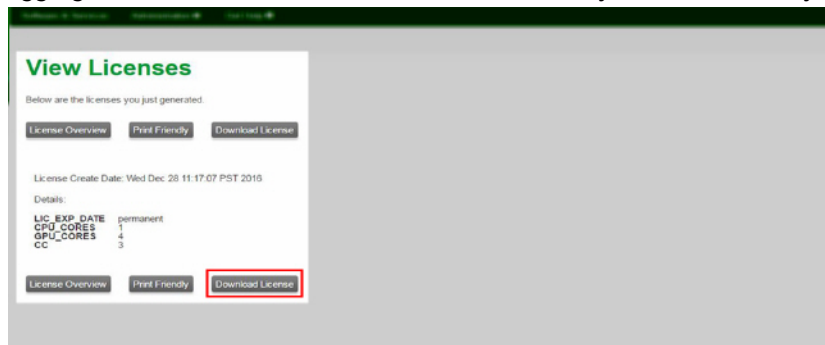 View Licenses
Below are the licenses you just generated.
License Overview Print Friendly Download License
License Create Date: Wed Dec 28 11:17:07 PST 2016
Details:
LIC_EXP_DATE permanent
CPU_CORES 1
GPU_CORES 4
CC 3
License Overview Print Friendly Download License